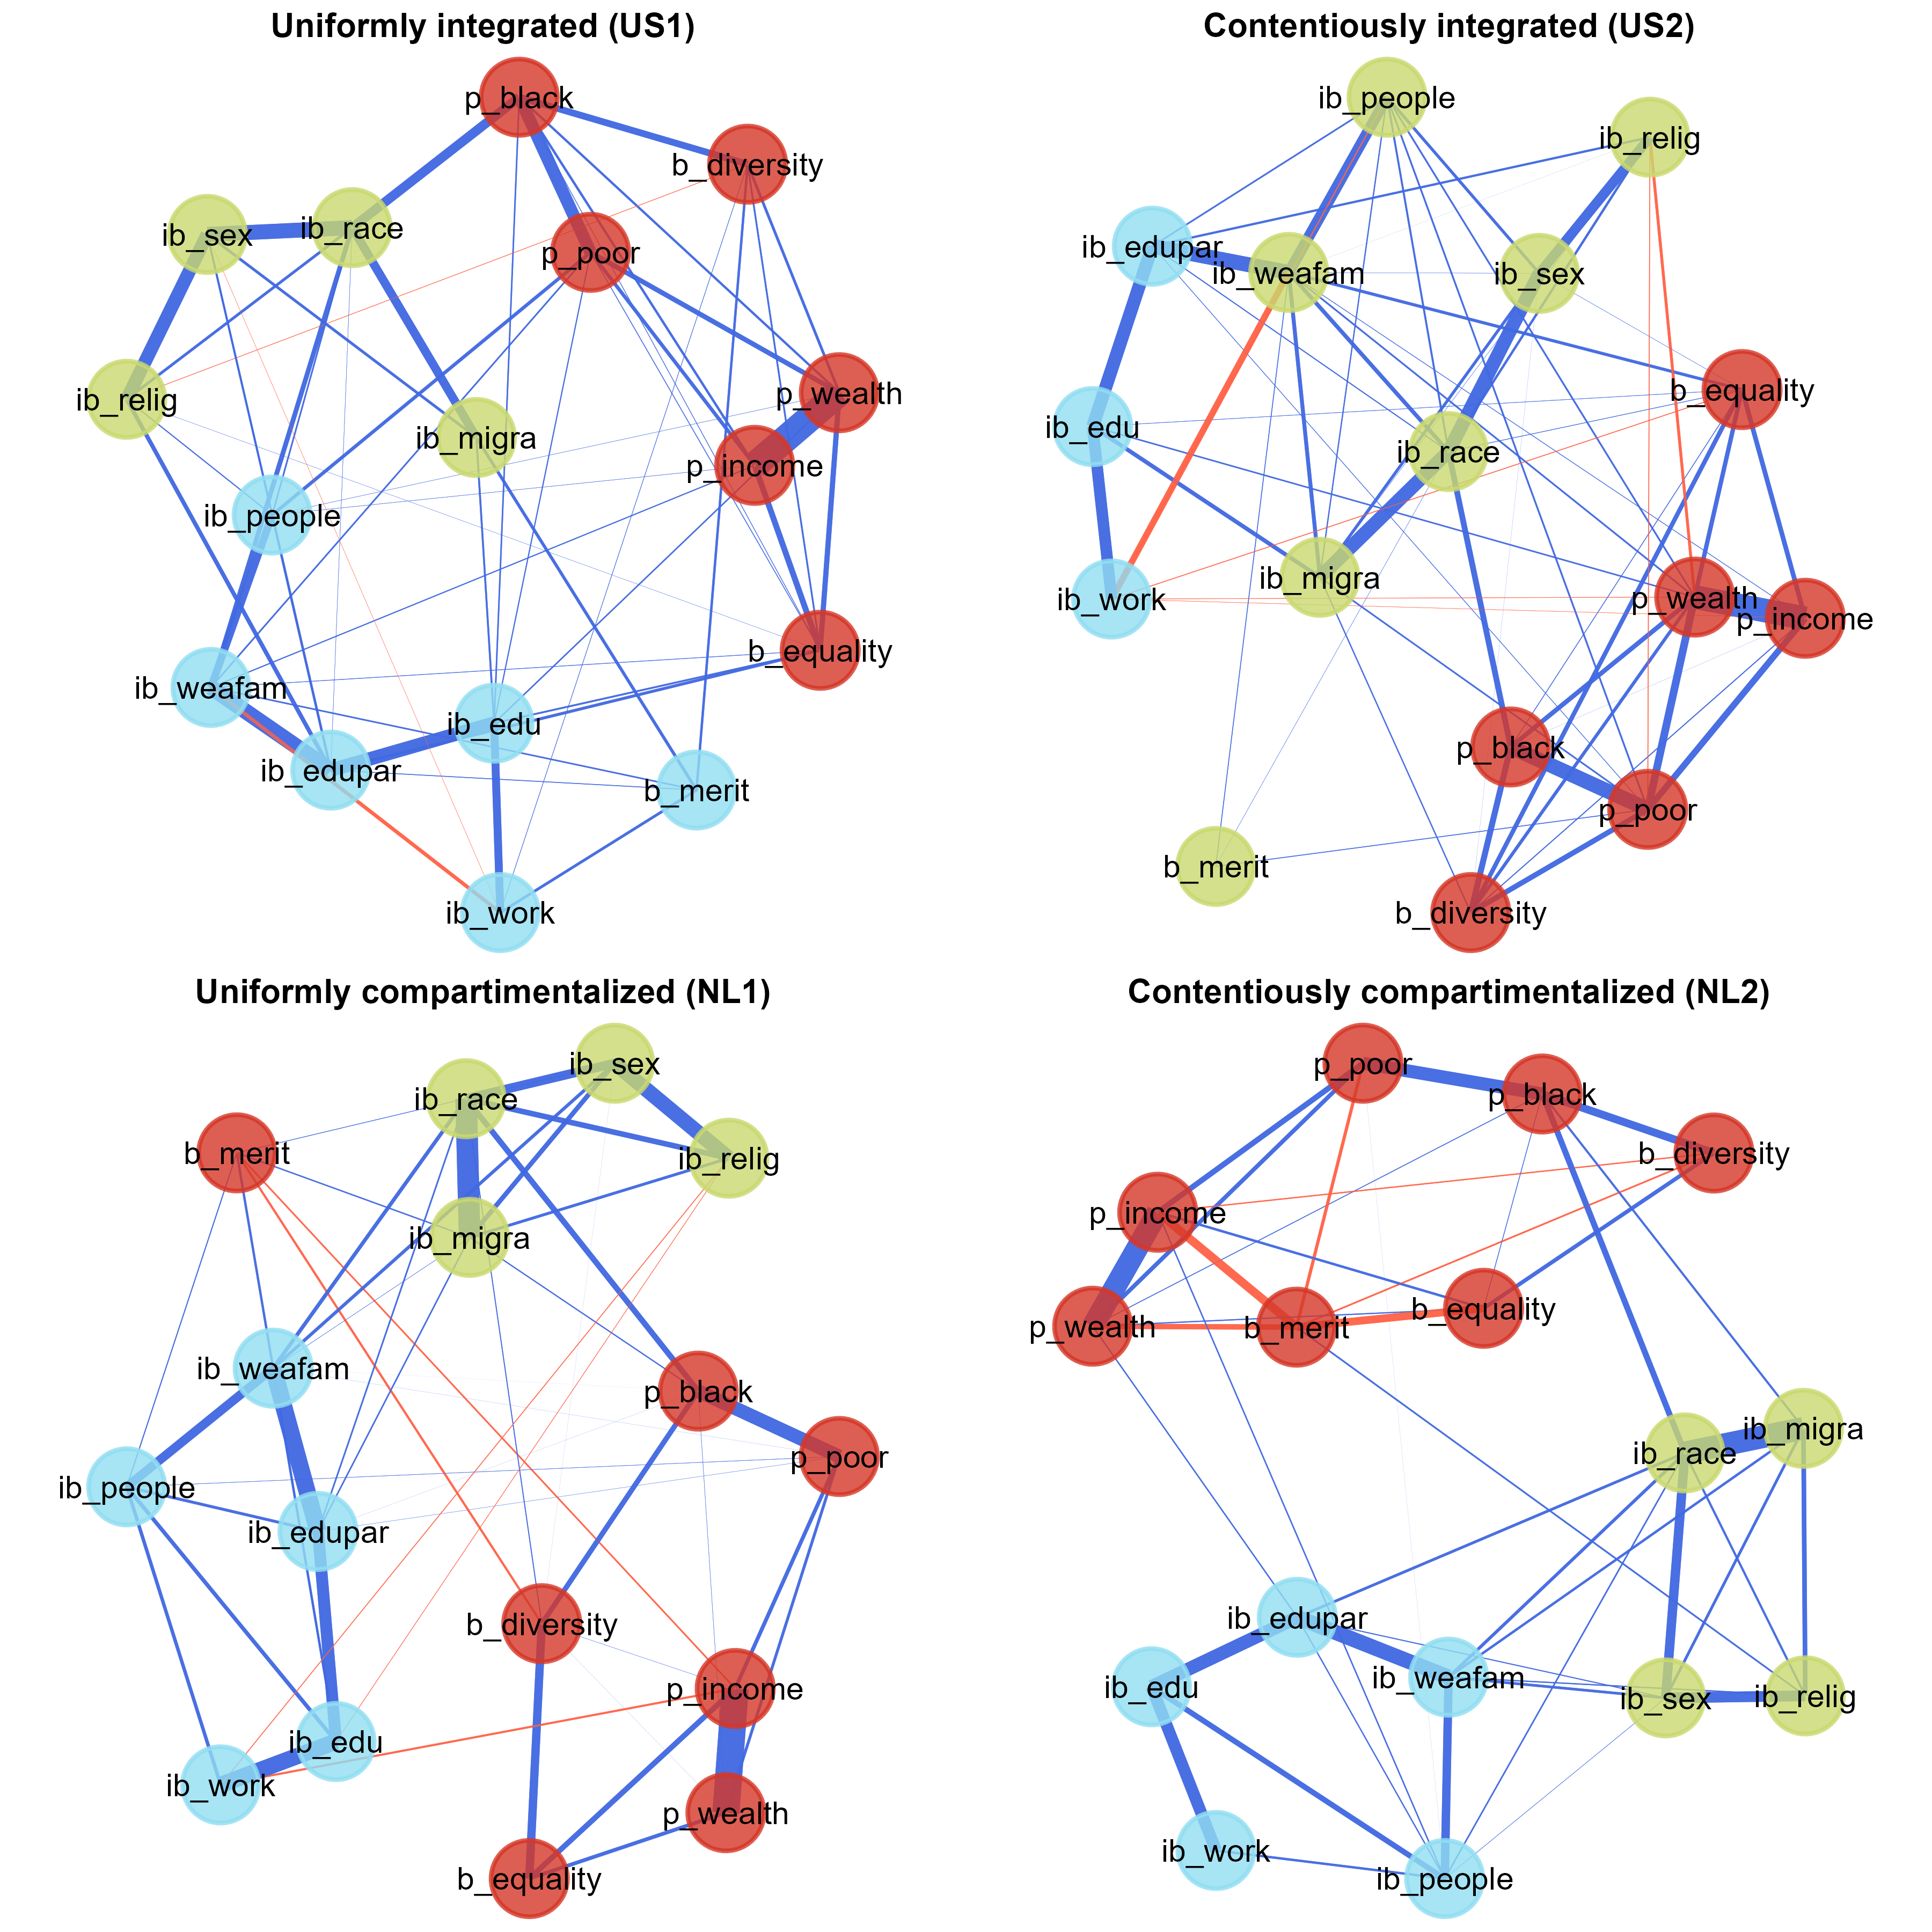 Uniformly integrated (US1)
p_black
b_diversity
ib_sex
ib_race
p_poor
ib_relig
p_wealth
ib_migra
p_income
ib_people
b_equality
ib_weafam
ib_edu
ib_edupar
b_merit
ib_work
Contentiously integrated (US2)
ib_people
ib_relig
ib_edupar
ib_weafam
ib_sex
b_equality
ib_edu
ib_race
ib_migra
ib_work
p_wealth
p_income
p_black
p_poor
b_merit
b_diversity
Uniformly compartimentalized (NL1)
ib_sex
ib_race
b_merit
ib_relig
ib_migra
ib_weafam
p_black
p_poor
ib_people
ib_edupar
b_diversity
p_income
ib_edu
ib_work
p_wealth
b_equality
Contentiously compartimentalized (NL2)
p_poor
p_black
b_diversity
p_income
b_equality
p_wealth
b_merit
ib_migra
ib_race
ib_edupar
ib_weafam
ib_edu
ib_sex
ib_relig
ib_work
ib_people